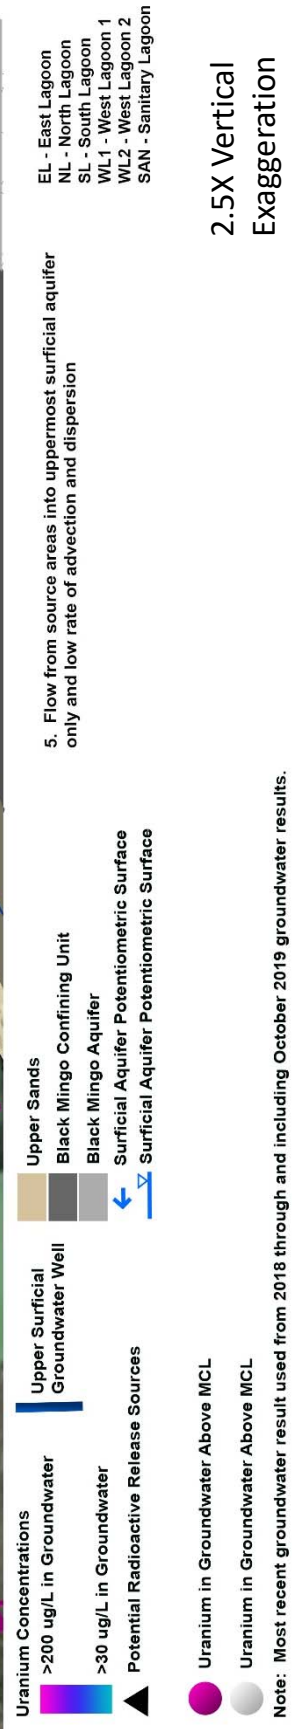 Uranium Concentrations
>200 ug/L in Groundwater
>30 ug/L in Groundwater
Potential Radioactive Release Sources
Uranium in Groundwater Above MCL
Uranium in Groundwater Above MCL
Note: Most recent groundwater result used from 2018 through and including October 2019 groundwater results.
Upper Surficial
Groundwater Well
Upper Sands
Black Mingo Confining Unit
Black Mingo Aquifer
Surficial Aquifer Potentiometric Surface
Surficial Aquifer Potentiometric Surface
5. Flow from source areas into uppermost surficial aquifer
only and low rate of advection and dispersion
EL - East Lagoon
NL - North Lagoon
SL - South Lagoon
WL1 - West Lagoon 1
WL2 - West Lagoon 2
SAN - Sanitary Lagoon
2.5X Vertical
Exaggeration